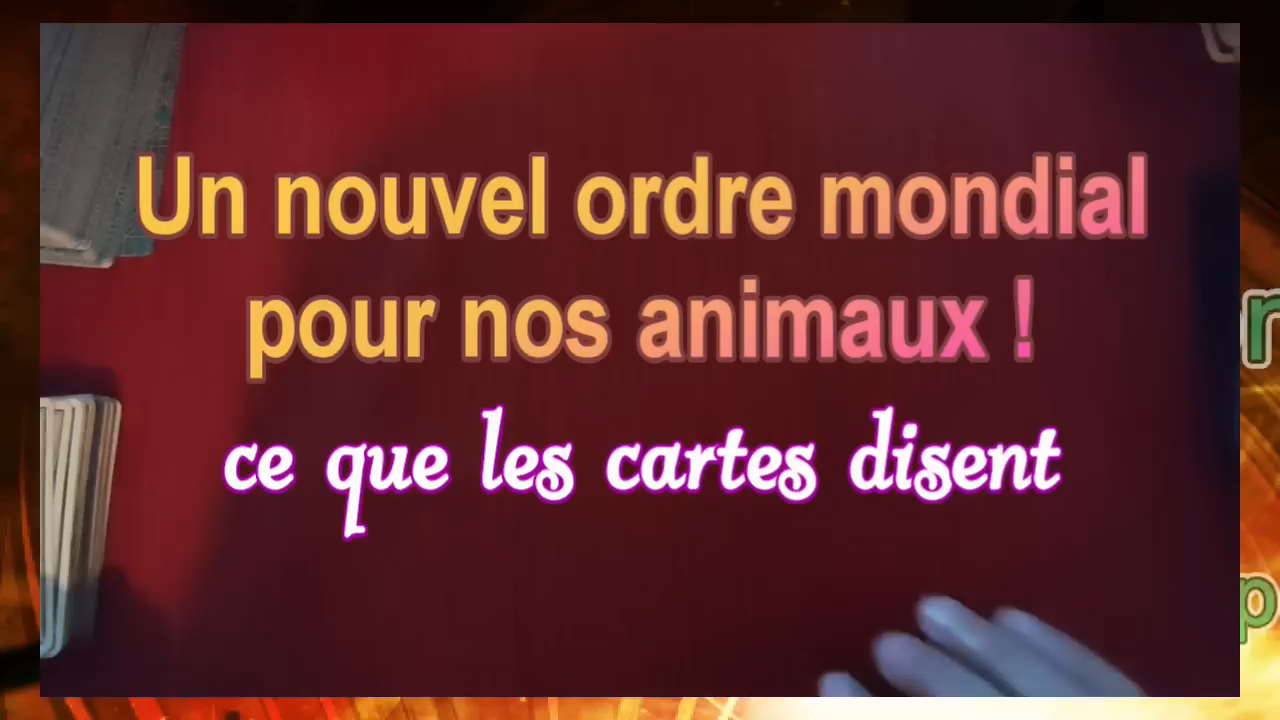 Un nouvel ordre mondial
pour nos animaux !
ce que les cartes disent